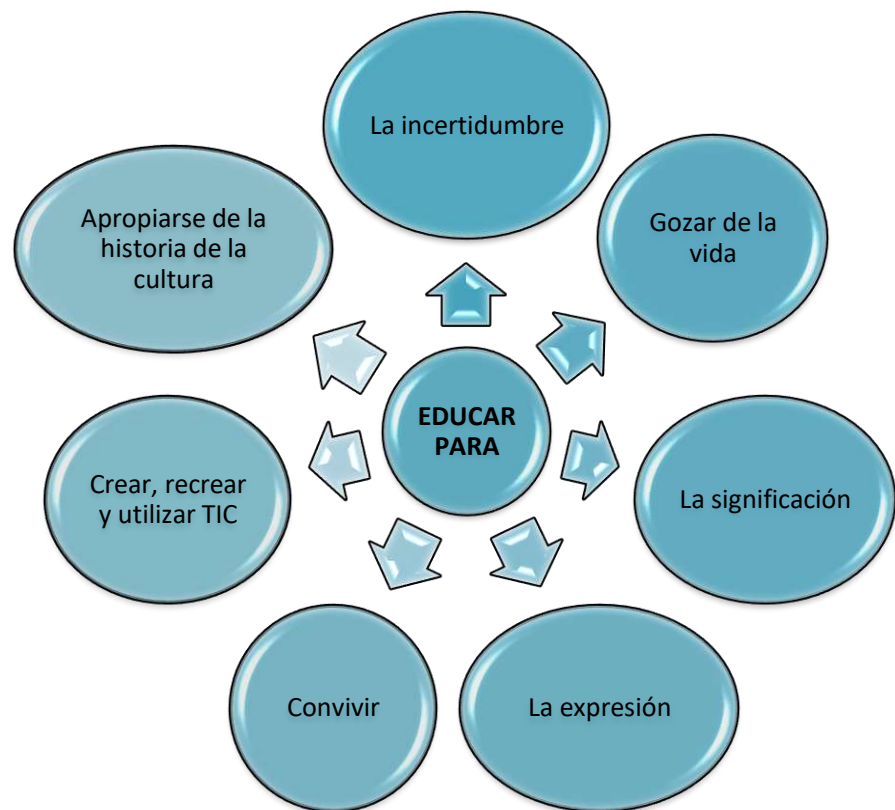 La incertidumbre
Gozar de la
vida
La significación
La expresión
Convivir
Crear, recrear
y utilizar TIC
Apropiarse de la
historia de la
cultura
EDUCAR
PARA